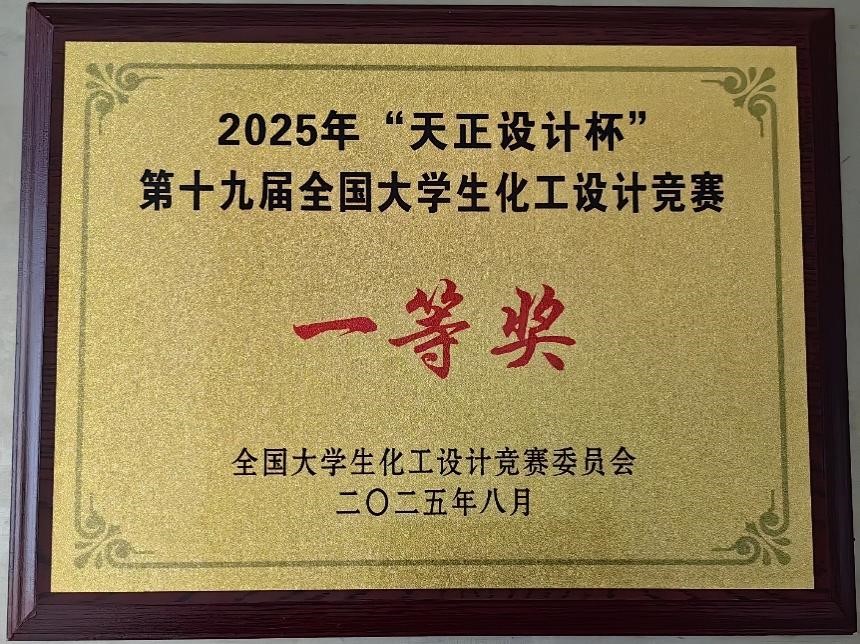 2025年“天正设计杯”
第十九届全国大学生化工设计竞赛
一等奖
全国大学生化工设计竞赛委员会
二〇二五年八月